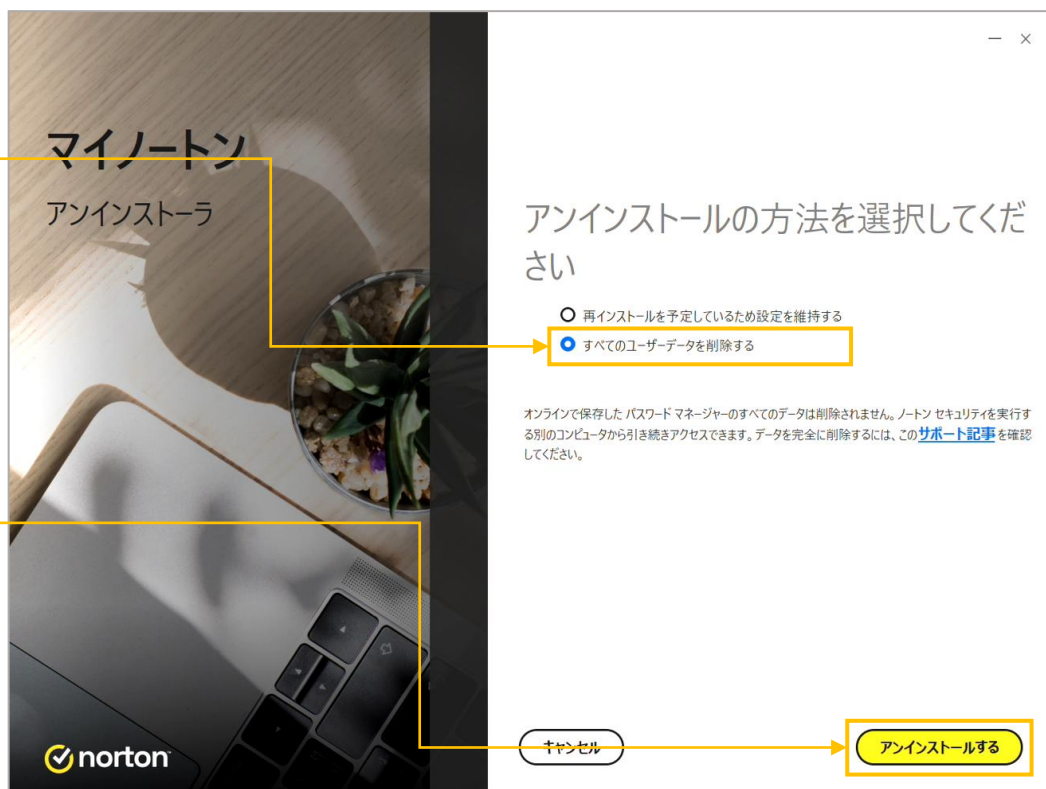 マイノートン
アンインストーラ
アンインストールの方法を選択してくだ
さい
再インストールを予定しているため設定を維持する
すべてのユーザーデータを削除する
オンラインで保存した パスワード マネージャーのすべてのデータは削除されません。ノートン セキュリティを実行す
る別のコンピュータから引き続きアクセスできます。データを完全に削除するには、この サポート記事 を確認
してください。
norton
キャンセル
アンインストールする